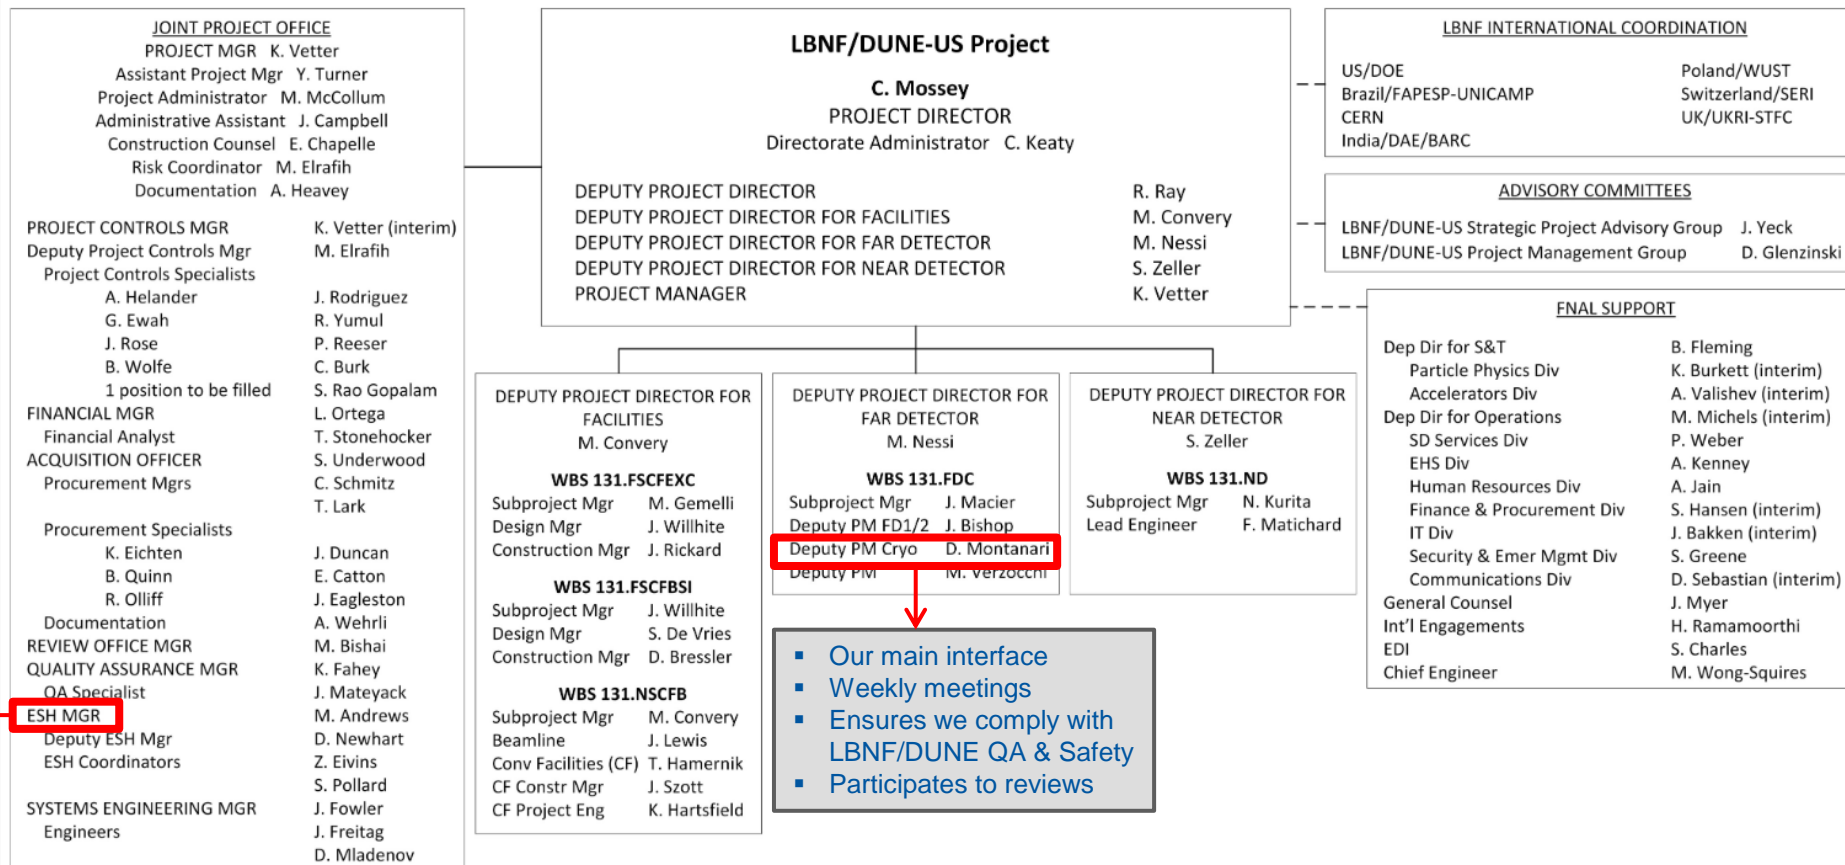 JOINT PROJECT OFFICE
PROJECT MGR K. Vetter
Assistant Project Mgr Y. Turner
Project Administrator M. McCollum
Administrative Assistant J. Campbell
Construction Counsel E. Chapelle
Risk Coordinator M. Elrafih
Documentation A. Heavey
PROJECT CONTROLS MGR K. Vetter (interim)
Deputy Project Controls Mgr M. Elrafih
Project Controls Specialists
A. Helander J. Rodriguez
G. Ewah R. Yumul
J. Rose P. Reeser
B. Wolfe C. Burk
1 position to be filled S. Rao Gopalam
FINANCIAL MGR L. Ortega
Financial Analyst T. Stonehocker
ACQUISITION OFFICER S. Underwood
Procurement Mgrs C. Schmitz
T. Lark
Procurement Specialists
K. Eichten J. Duncan
B. Quinn E. Catton
R. Olliff J. Eagleston
Documentation A. Wehrli
REVIEW OFFICE MGR M. Bishai
QUALITY ASSURANCE MGR K. Fahey
QA Specialist J. Mateyack
ESH MGR M. Andrews
Deputy ESH Mgr D. Newhart
ESH Coordinators Z. Eivins
S. Pollard
SYSTEMS ENGINEERING MGR J. Fowler
Engineers J. Freitag
D. Mladenov
LBNF/DUNE-US Project
C. Mossey
PROJECT DIRECTOR
Directorate Administrator C. Keaty
DEPUTY PROJECT DIRECTOR R. Ray
DEPUTY PROJECT DIRECTOR FOR FACILITIES M. Convery
DEPUTY PROJECT DIRECTOR FOR FAR DETECTOR M. Nessi
DEPUTY PROJECT DIRECTOR FOR NEAR DETECTOR S. Zeller
PROJECT MANAGER K. Vetter
DEPUTY PROJECT DIRECTOR FOR
FACILITIES
M. Convery
WBS 131.FSCFEXC
Subproject Mgr M. Gemelli
Design Mgr J. Willhite
Construction Mgr J. Rickard
WBS 131.FSCFBSI
Subproject Mgr J. Willhite
Design Mgr S. De Vries
Construction Mgr D. Bressler
WBS 131.NSCFB
Subproject Mgr M. Convery
Beamline J. Lewis
Conv Facilities (CF) T. Hamernik
CF Constr Mgr J. Szott
CF Project Eng K. Hartsfield
DEPUTY PROJECT DIRECTOR FOR
FAR DETECTOR
M. Nessi
WBS 131.FDC
Subproject Mgr J. Macier
Deputy PM FD1/2 J. Bishop
Deputy PM Cryo D. Montanari
Deputy PM M. Verzocchi
DEPUTY PROJECT DIRECTOR FOR
NEAR DETECTOR
S. Zeller
WBS 131.ND
Subproject Mgr N. Kurita
Lead Engineer F. Matichard
▪ Our main interface
▪ Weekly meetings
▪ Ensures we comply with
LBNF/DUNE QA & Safety
▪ Participates to reviews
LBNF INTERNATIONAL COORDINATION
US/DOE Poland/WUST
Brazil/FAPESP-UNICAMP Switzerland/SERI
CERN UK/UKRI-STFC
India/DAE/BARC
ADVISORY COMMITTEES
LBNF/DUNE-US Strategic Project Advisory Group J. Yeck
LBNF/DUNE-US Project Management Group D. Glenzinski
FNAL SUPPORT
Dep Dir for S&T B. Fleming
Particle Physics Div K. Burkett (interim)
Accelerators Div A. Valishev (interim)
Dep Dir for Operations M. Michels (interim)
SD Services Div P. Weber
EHS Div A. Kenney
Human Resources Div A. Jain
Finance & Procurement Div S. Hansen (interim)
IT Div J. Bakken (interim)
Security & Emer Mgmt Div S. Greene
Communications Div D. Sebastian (interim)
General Counsel J. Myer
Int'l Engagements H. Ramamoorthi
EDI S. Charles
Chief Engineer M. Wong-Squires